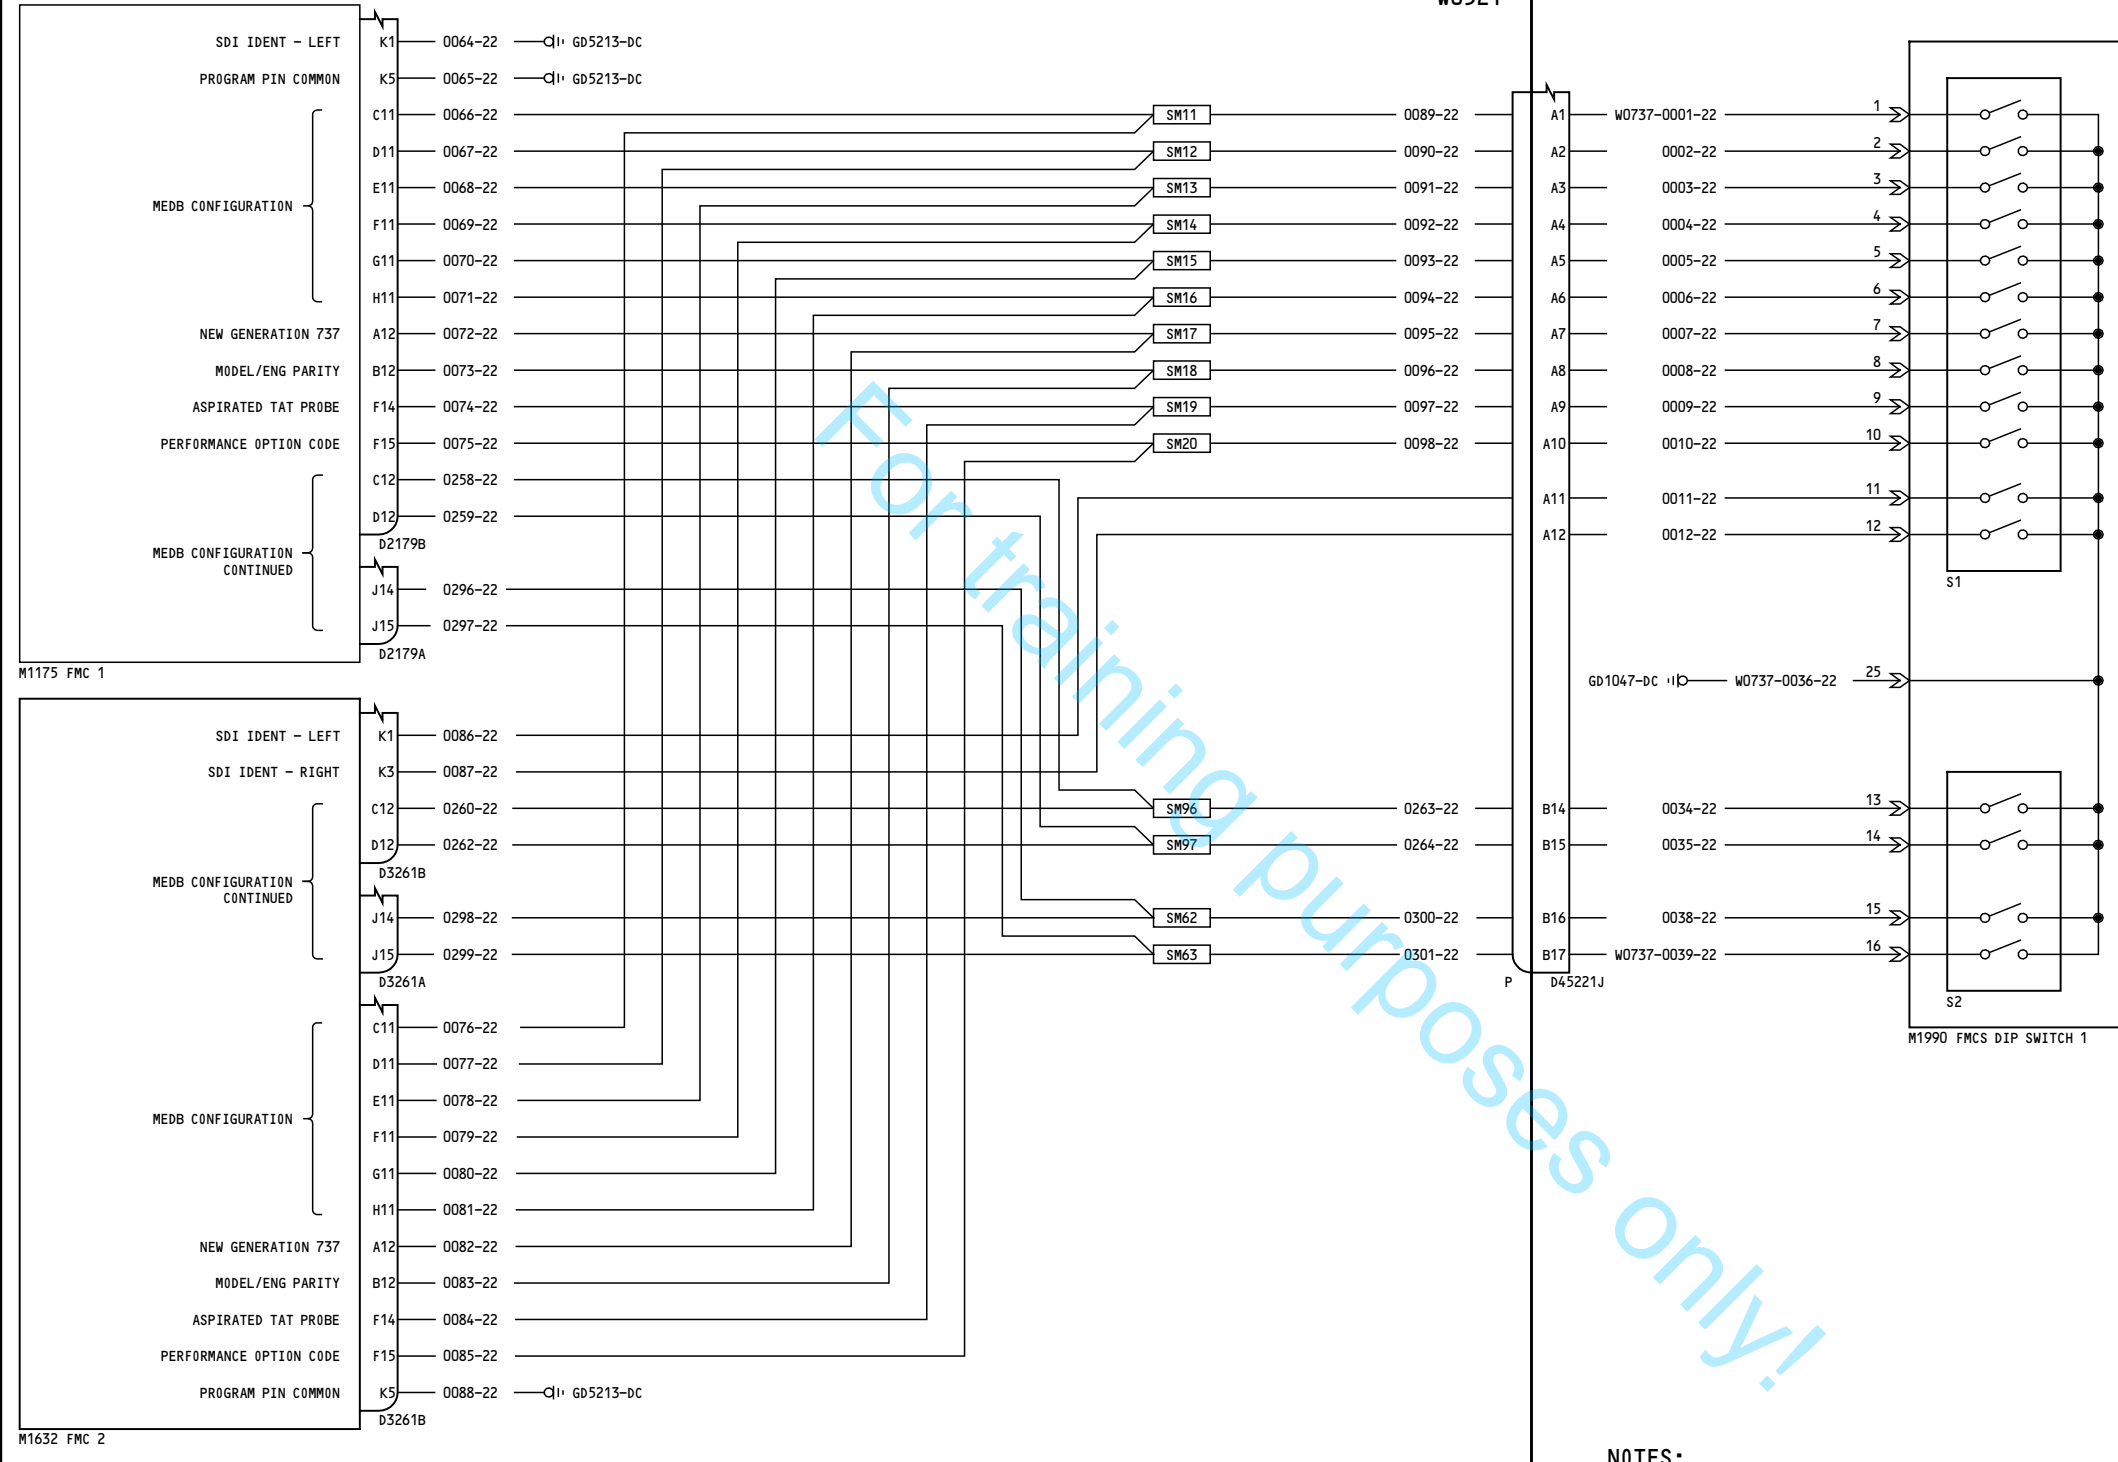 SDI IDENT - LEFT K1 0064-22 GD5213-DC
PROGRAM PIN COMMON K5 0065-22 GD5213-DC
C11 0066-22 SM11 0089-22 A1 W0737-0001-22 1
D11 0067-22 SM12 0090-22 A2 0002-22 2
E11 0068-22 SM13 0091-22 A3 0003-22 3
MEDB CONFIGURATION
F11 0069-22 SM14 0092-22 A4 0004-22 4
G11 0070-22 SM15 0093-22 A5 0005-22 5
H11 0071-22 SM16 0094-22 A6 0006-22 6
NEW GENERATION 737 A12 0072-22 SM17 0095-22 A7 0007-22 7
MODEL/ENG PARITY B12 0073-22 SM18 0096-22 A8 0008-22 8
ASPIRATED TAT PROBE F14 0074-22 SM19 0097-22 A9 0009-22 9
PERFORMANCE OPTION CODE F15 0075-22 SM20 0098-22 A10 0010-22 10
C12 0258-22
A11 0011-22 11
D12 0259-22
A12 0012-22 12
D2179B
MEDB CONFIGURATION
CONTINUED
S1
J14 0296-22
J15 0297-22
D2179A
M1175 FMC 1
GD1047-DC W0737-0036-22 25
SDI IDENT - LEFT K1 0086-22
SDI IDENT - RIGHT K3 0087-22
C12 0260-22 SM96 0263-22 B14 0034-22 13
D12 0262-22 SM97 0264-22 B15 0035-22 14
D3261B
MEDB CONFIGURATION
CONTINUED
J14 0298-22 SM62 0300-22 B16 0038-22 15
J15 0299-22 SM63 0301-22 B17 W0737-0039-22 16
D3261A
P D45221J
S2
M1990 FMCS DIP SWITCH 1
C11 0076-22
D11 0077-22
E11 0078-22
MEDB CONFIGURATION
F11 0079-22
G11 0080-22
H11 0081-22
NEW GENERATION 737 A12 0082-22
MODEL/ENG PARITY B12 0083-22
ASPIRATED TAT PROBE F14 0084-22
PERFORMANCE OPTION CODE F15 0085-22
PROGRAM PIN COMMON K5 0088-22 GD5213-DC
D3261B
M1632 FMC 2
NOTES:
For training purposes only!